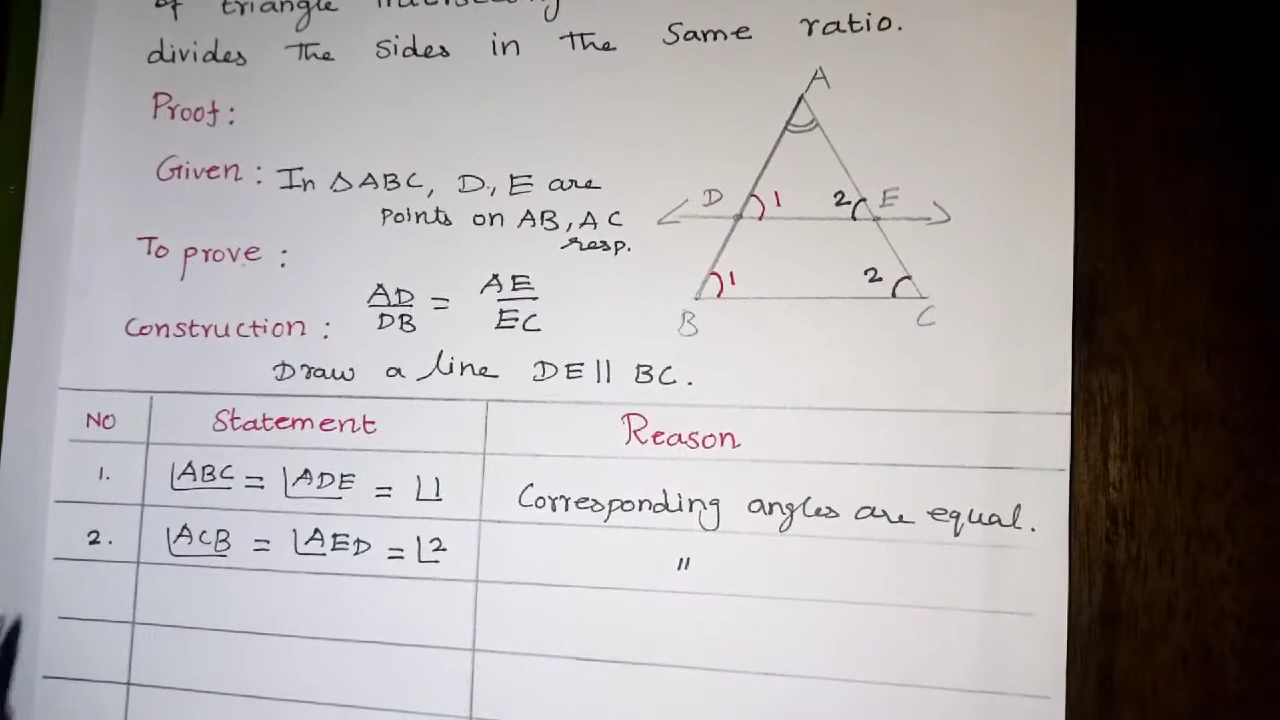 of triangle
divides the sides in the same ratio.
Proof:
Given: In △ABC, D, E are
points on AB, AC
resp.
To prove:
AD/DB = AE/EC
Construction:
Draw a line DE || BC.
A
D 1 2 E
1 2
B C
NO Statement Reason
1. ∠ABC = ∠ADE = ∠1 Corresponding angles are equal.
2. ∠ACB = ∠AED = ∠2 "